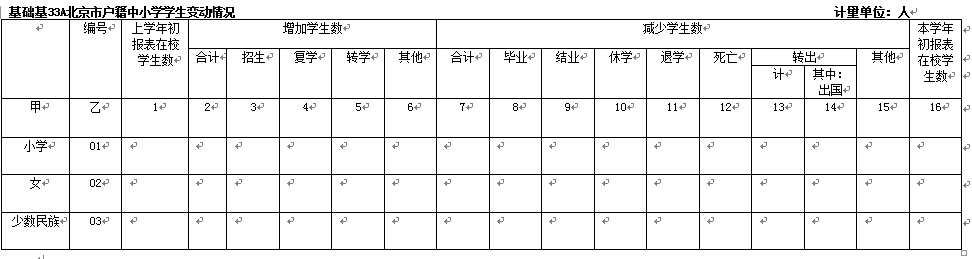 基础基33A北京市户籍中小学学生变动情况 计量单位：人
编号 上学年初报表在校学生数 增加学生数 减少学生数 本学年初报表在校学生数
合计 招生 复学 转学 其他 合计 毕业 结业 休学 退学 死亡 转出 其他
计 其中：出国
甲 乙 1 2 3 4 5 6 7 8 9 10 11 12 13 14 15 16
小学 01
女 02
少数民族 03